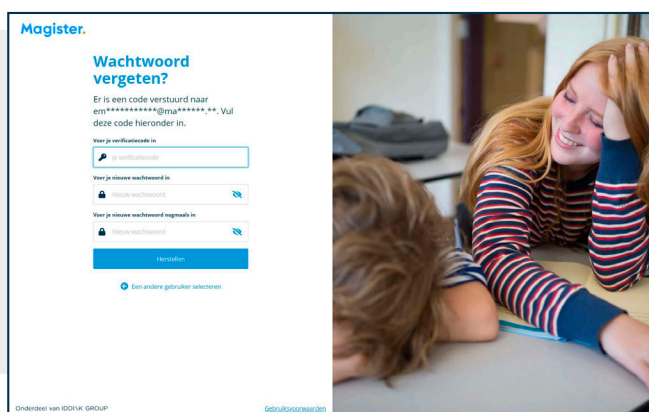 Magister.
Wachtwoord
vergeten?
Er is een code verstuurd naar
em***********@ma******.**. Vul
deze code hieronder in.
Voer je verificatiecode in
Je verificatiecode
Voer je nieuwe wachtwoord in
Nieuw wachtwoord
Voer je nieuwe wachtwoord nogmaals in
Nieuw wachtwoord
Herstellen
Een andere gebruiker selecteren
Onderdeel van IDDINK GROUP
Gebruiksvoorwaarden